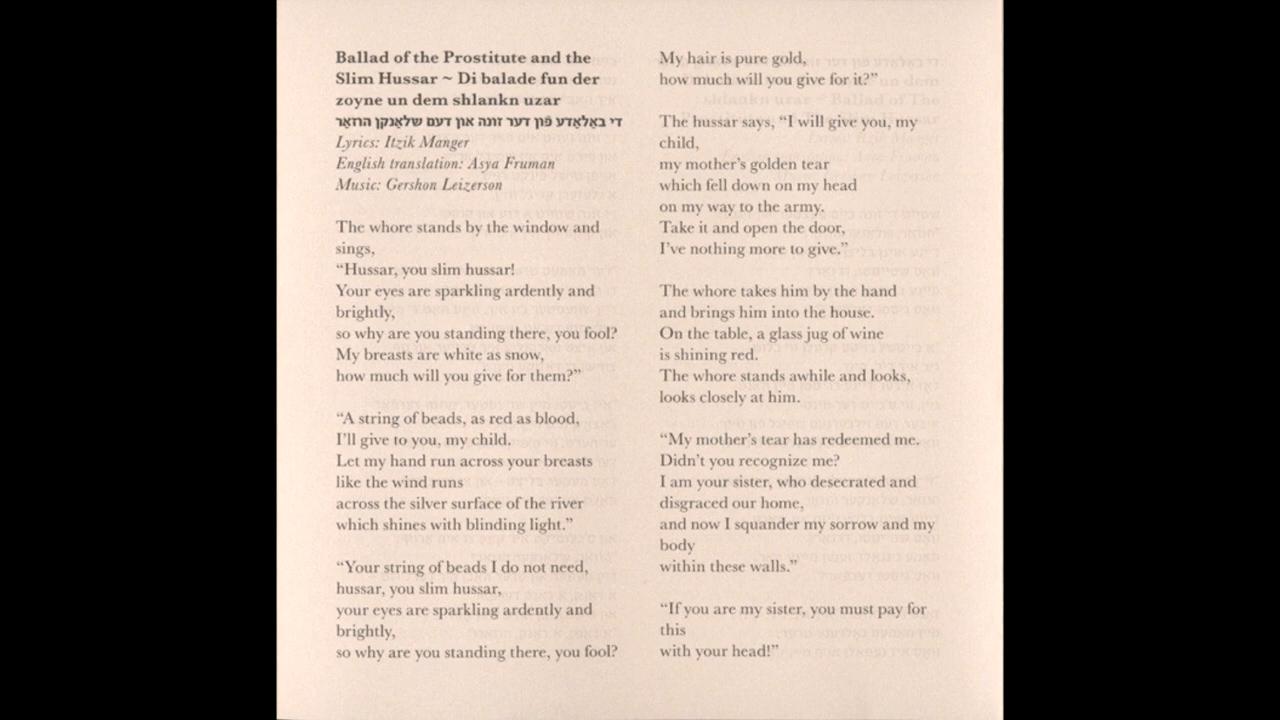 Ballad of the Prostitute and the
Slim Hussar ~ Di balade fun der
zoyne un dem shlankn uzar
די באַלאַדע פֿון דער זונה און דעם שלאַנקן הוזאַר
Lyrics: Itzik Manger
English translation: Asya Fruman
Music: Gershon Leizerson
The whore stands by the window and
sings,
“Hussar, you slim hussar!
Your eyes are sparkling ardently and
brightly,
so why are you standing there, you fool?
My breasts are white as snow,
how much will you give for them?”
“A string of beads, as red as blood,
I’ll give to you, my child.
Let my hand run across your breasts
like the wind runs
across the silver surface of the river
which shines with blinding light.”
“Your string of beads I do not need,
hussar, you slim hussar,
your eyes are sparkling ardently and
brightly,
so why are you standing there, you fool?
My hair is pure gold,
how much will you give for it?”
The hussar says, “I will give you, my
child,
my mother’s golden tear
which fell down on my head
on my way to the army.
Take it and open the door,
I’ve nothing more to give.”
The whore takes him by the hand
and brings him into the house.
On the table, a glass jug of wine
is shining red.
The whore stands awhile and looks,
looks closely at him.
“My mother’s tear has redeemed me.
Didn’t you recognize me?
I am your sister, who desecrated and
disgraced our home,
and now I squander my sorrow and my
body
within these walls.”
“If you are my sister, you must pay for
this
with your head!”